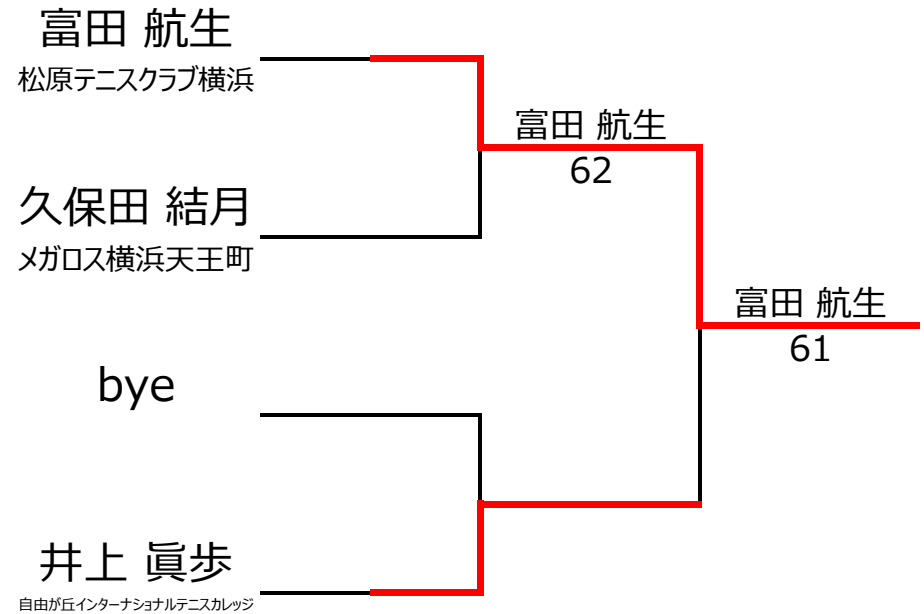 富田 航生
松原テニスクラブ横浜
富田 航生
62
久保田 結月
メガロス横浜天王町
富田 航生
61
bye
井上 眞歩
自由が丘インターナショナルテニスカレッジ